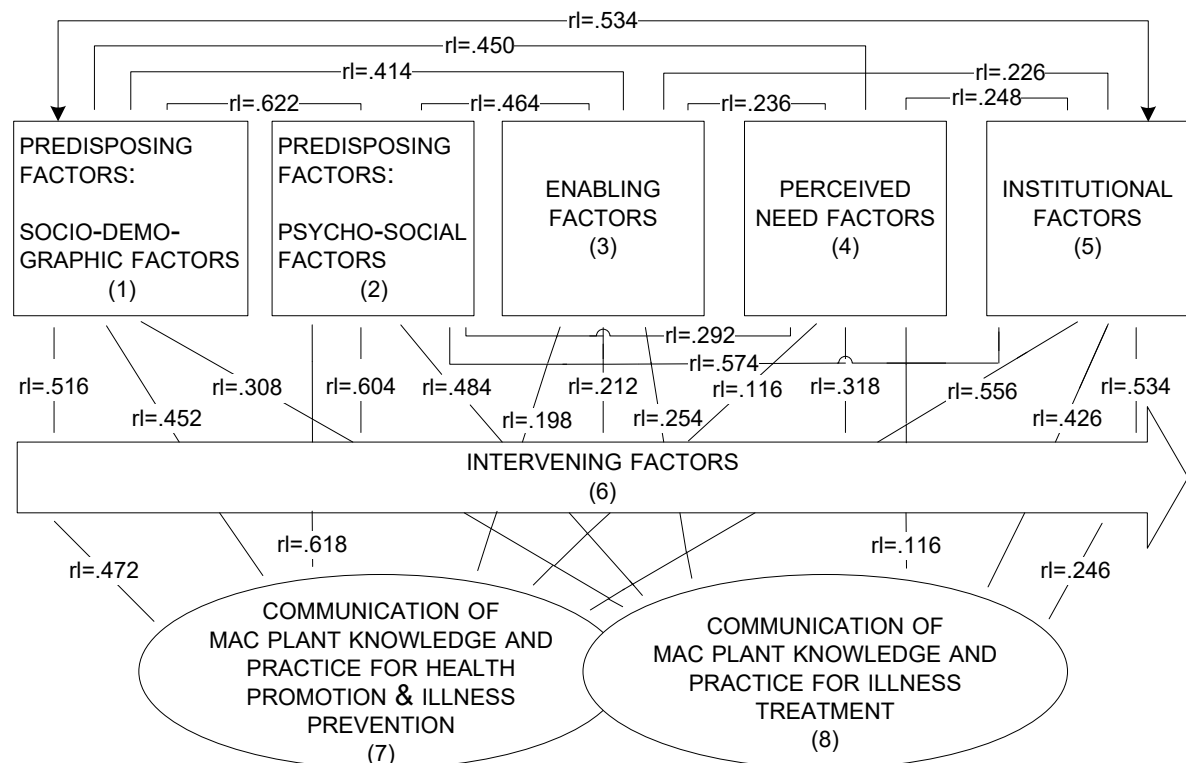 rl=.534
rl=.450
rl=.414
rl=.226
rl=.622
rl=.464
rl=.236
rl=.248
PREDISPOSING
FACTORS:
SOCIO-DEMO-
GRAPHIC FACTORS
(1)
PREDISPOSING
FACTORS:
PSYCHO-SOCIAL
FACTORS
(2)
ENABLING
FACTORS
(3)
PERCEIVED
NEED FACTORS
(4)
INSTITUTIONAL
FACTORS
(5)
rl=.292
rl=.574
rl=.516
rl=.308
rl=.604
rl=.484
rl=.212
rl=.116
rl=.318
rl=.556
rl=.534
rl=.452
rl=.198
rl=.254
rl=.426
INTERVENING FACTORS
(6)
rl=.472
rl=.618
rl=.116
rl=.246
COMMUNICATION OF
MAC PLANT KNOWLEDGE AND
PRACTICE FOR HEALTH
PROMOTION & ILLNESS
PREVENTION
(7)
COMMUNICATION OF
MAC PLANT KNOWLEDGE AND
PRACTICE FOR ILLNESS
TREATMENT
(8)